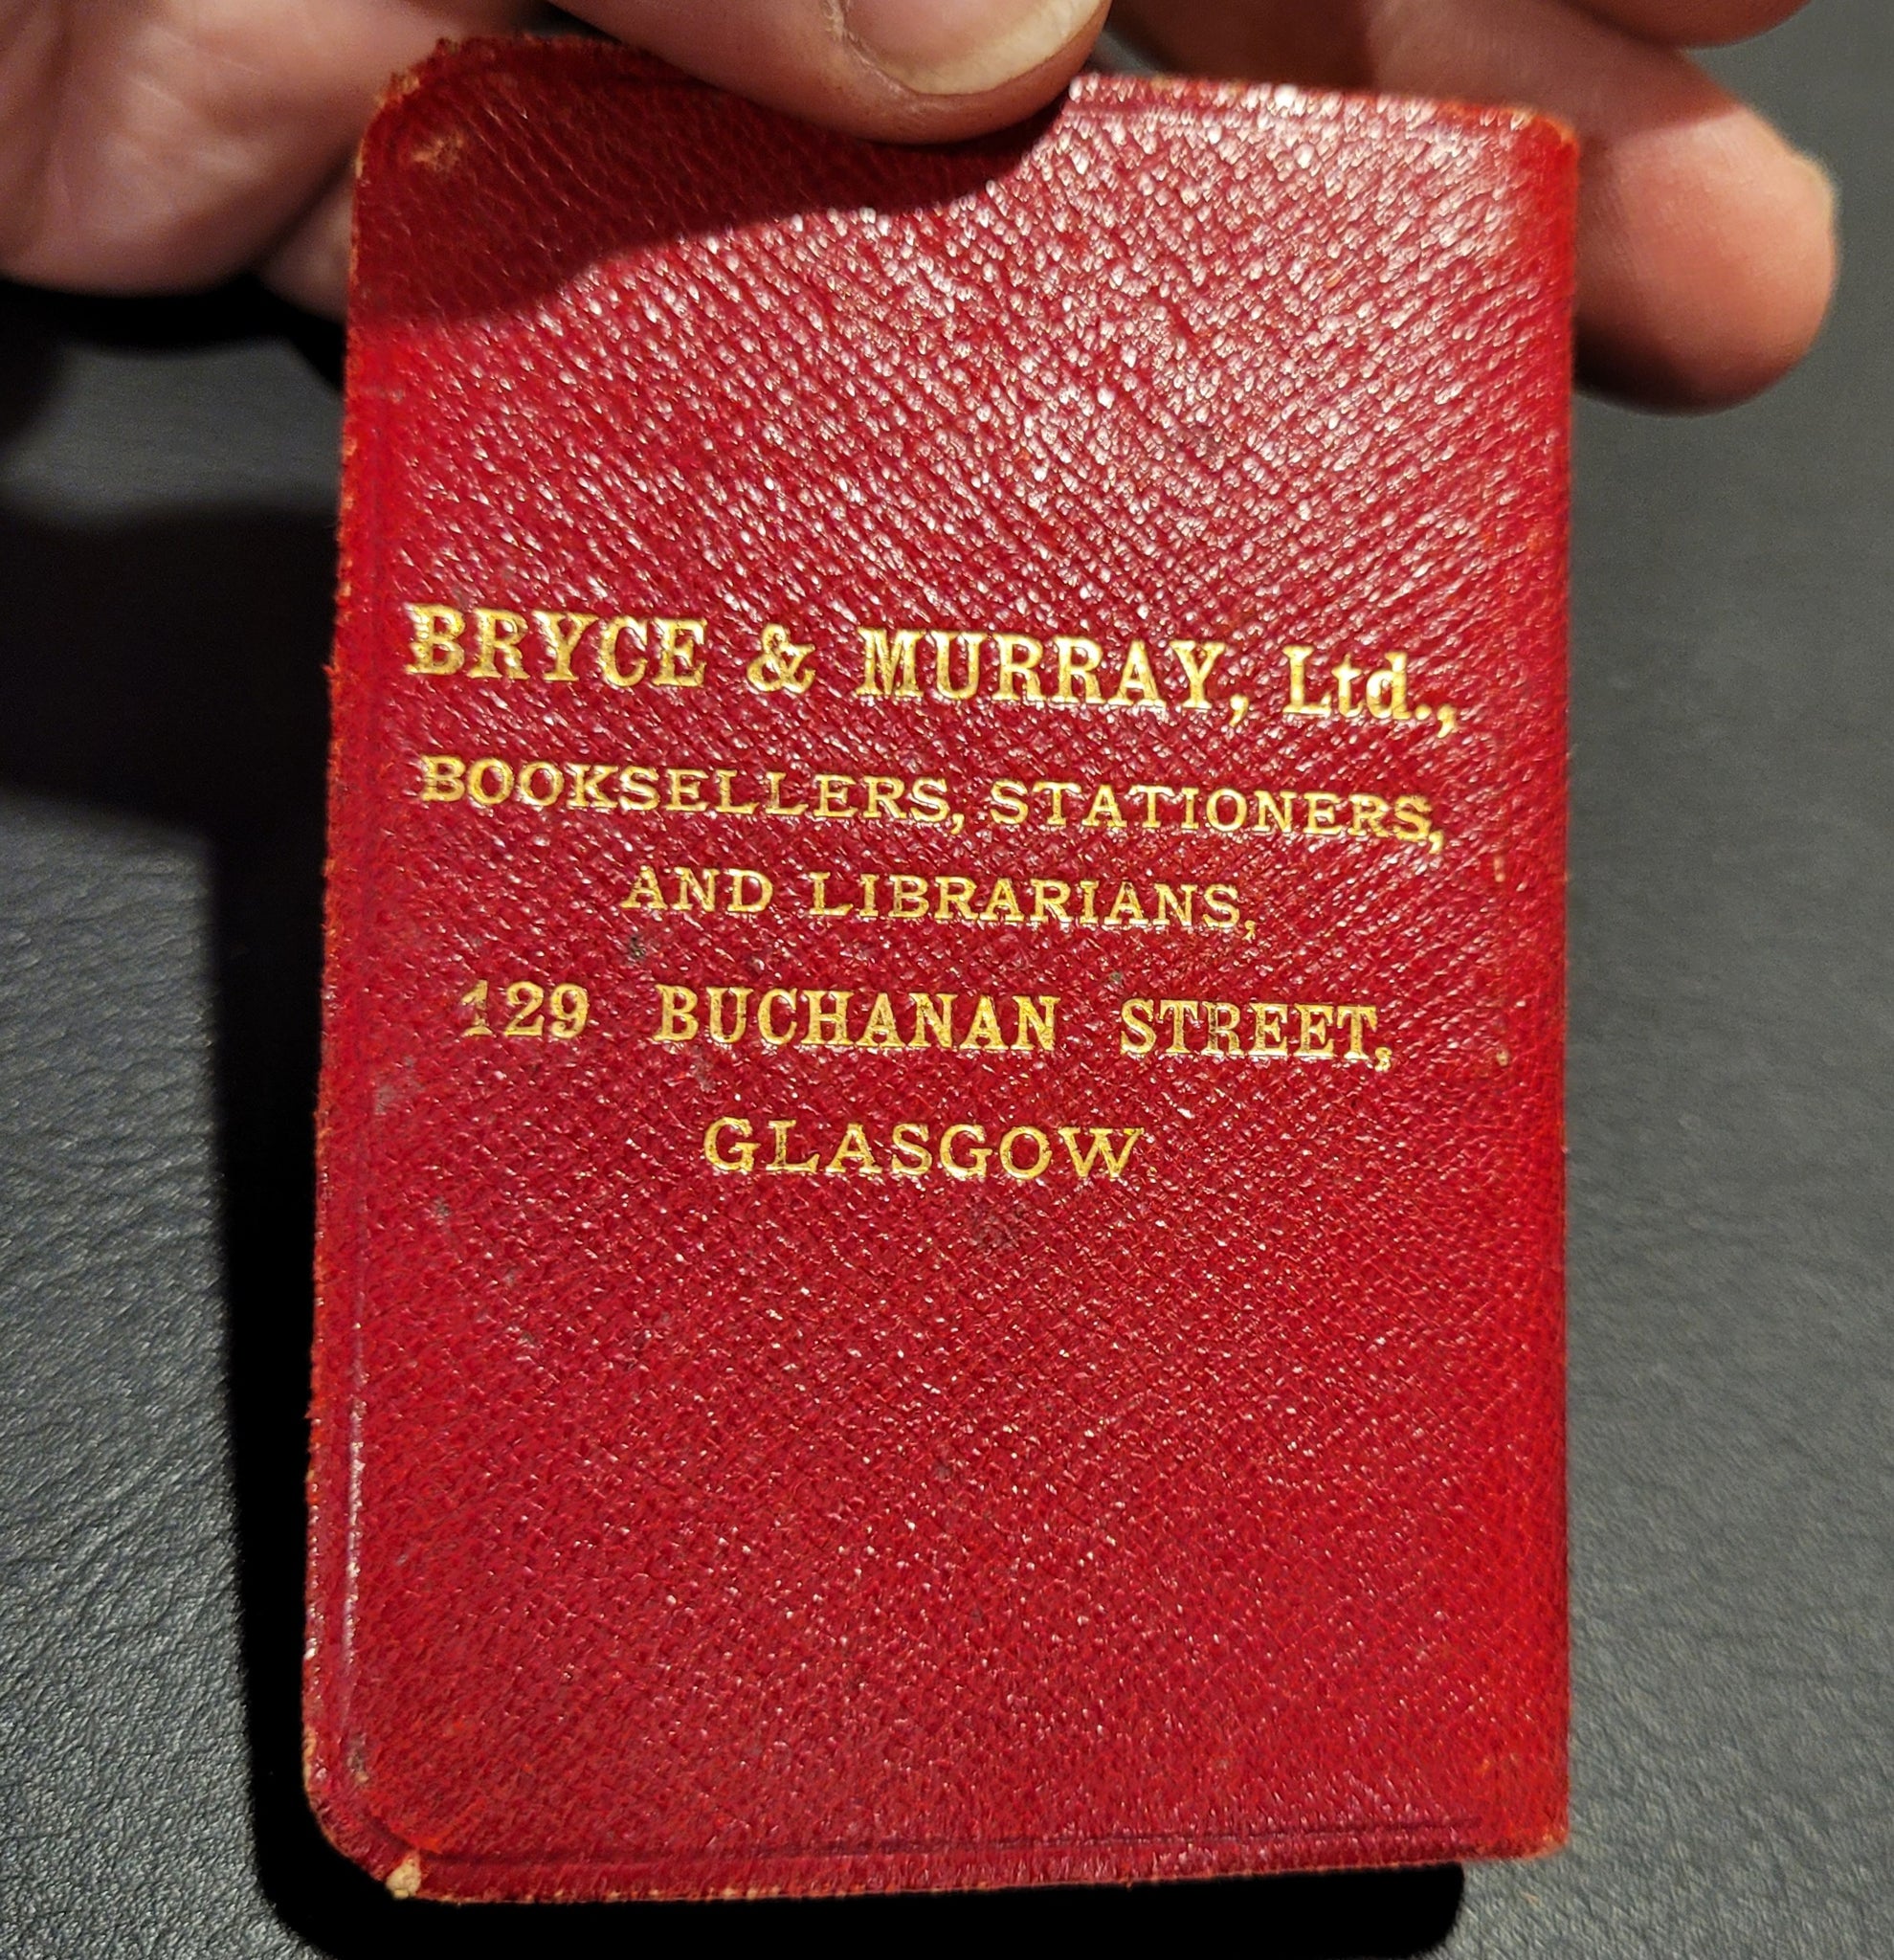 BRYCE & MURRAY, Ltd.,
BOOKSELLERS, STATIONERS,
AND LIBRARIANS,
129 BUCHANAN STREET,
GLASGOW